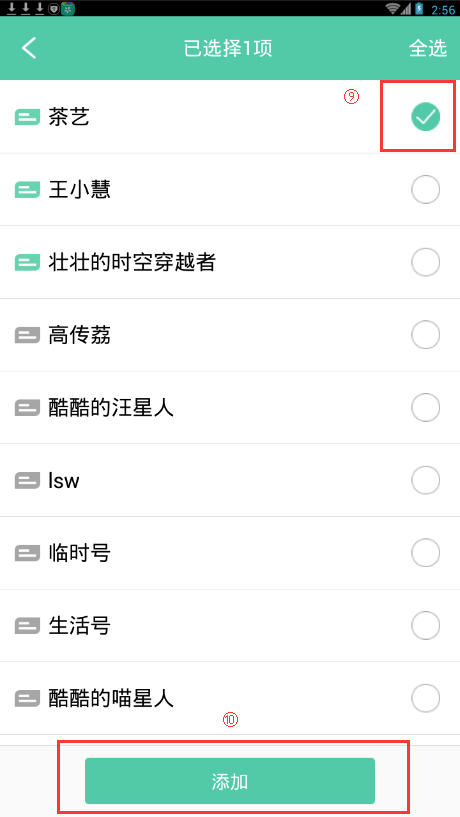 2:56
已选择1项
全选
⑨
茶艺
王小慧
壮壮的时空穿越者
高传荔
酷酷的汪星人
lsw
临时号
生活号
酷酷的喵星人
⑩
添加